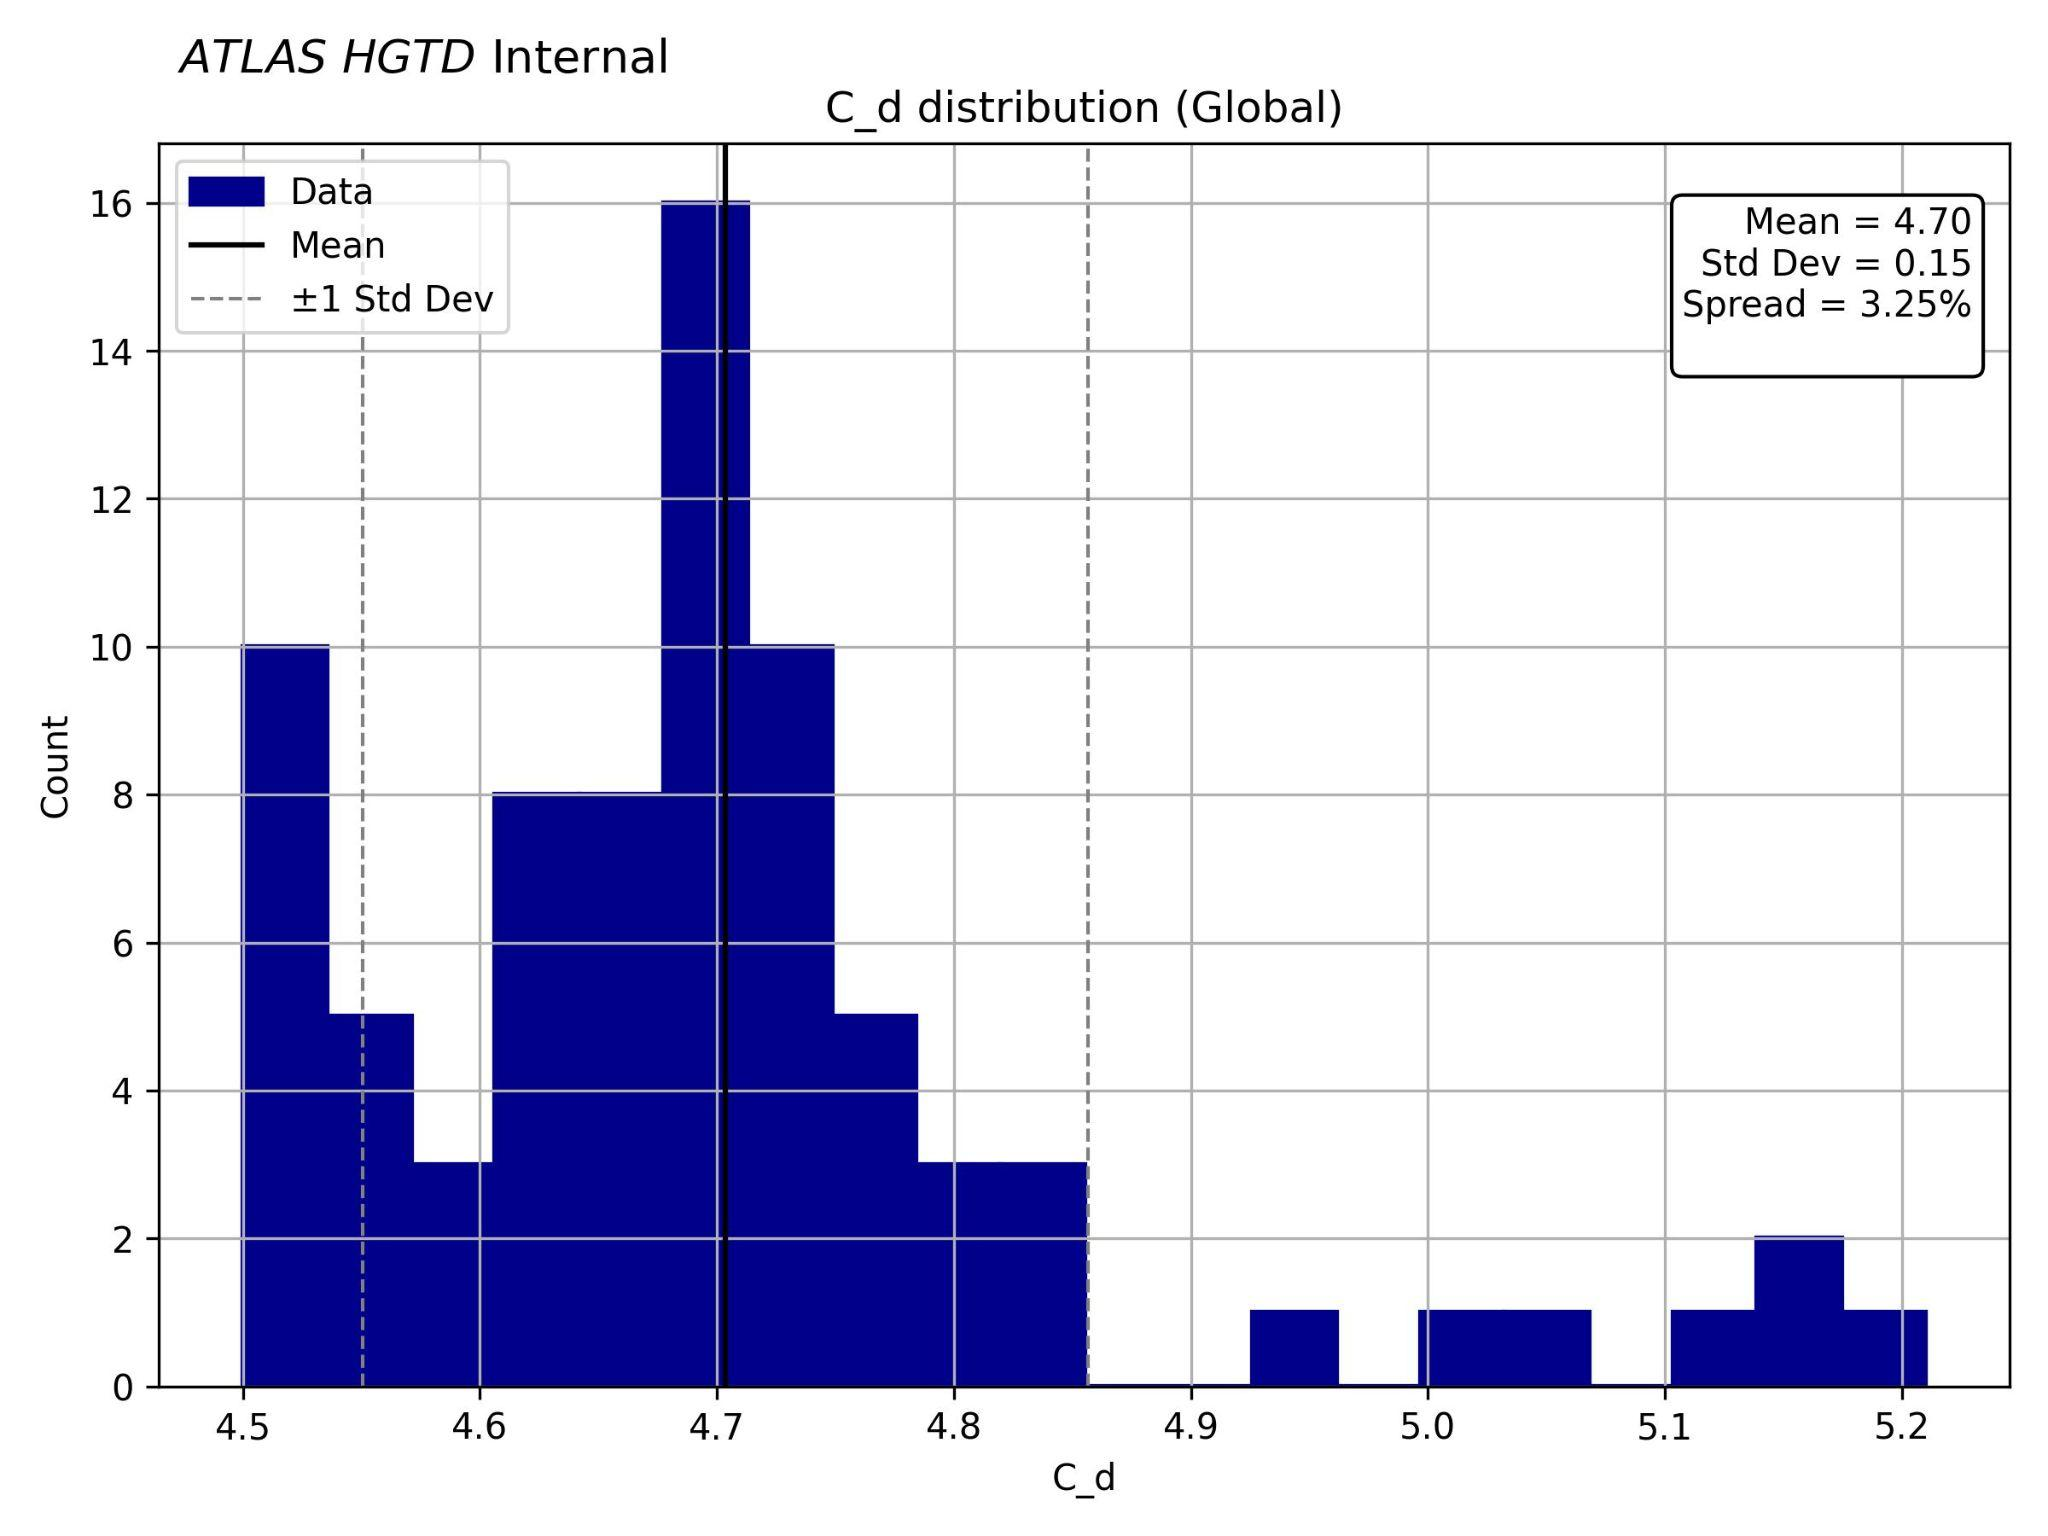 ATLAS HGTD Internal
C_d distribution (Global)
Data
Mean
±1 Std Dev
Mean = 4.70
Std Dev = 0.15
Spread = 3.25%
16
14
12
10
8
6
4
2
0
Count
4.5 4.6 4.7 4.8 4.9 5.0 5.1 5.2
C_d